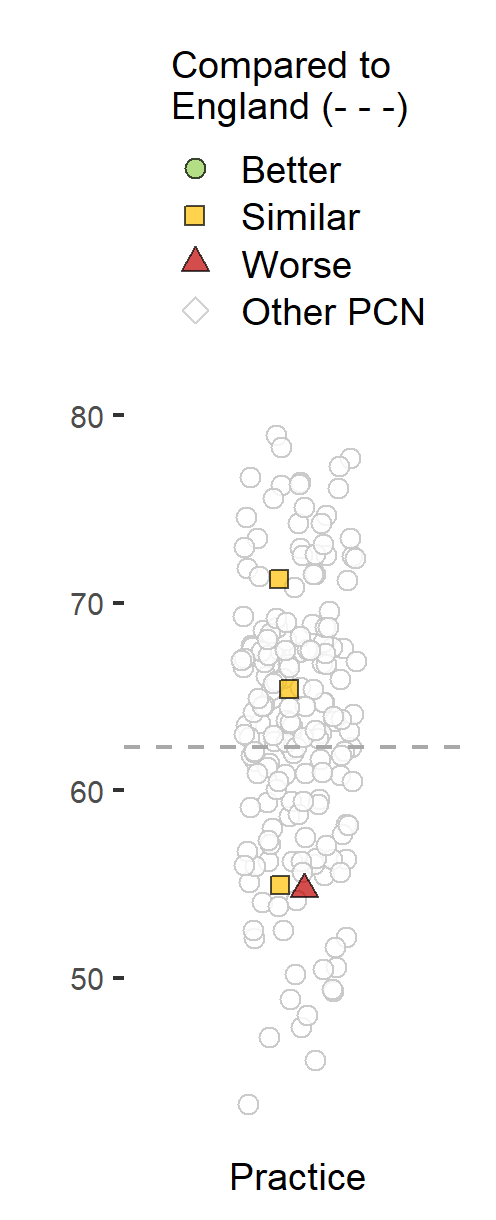 Compared to
England (- - -)
Better
Similar
Worse
Other PCN
80
70
60
50
Practice